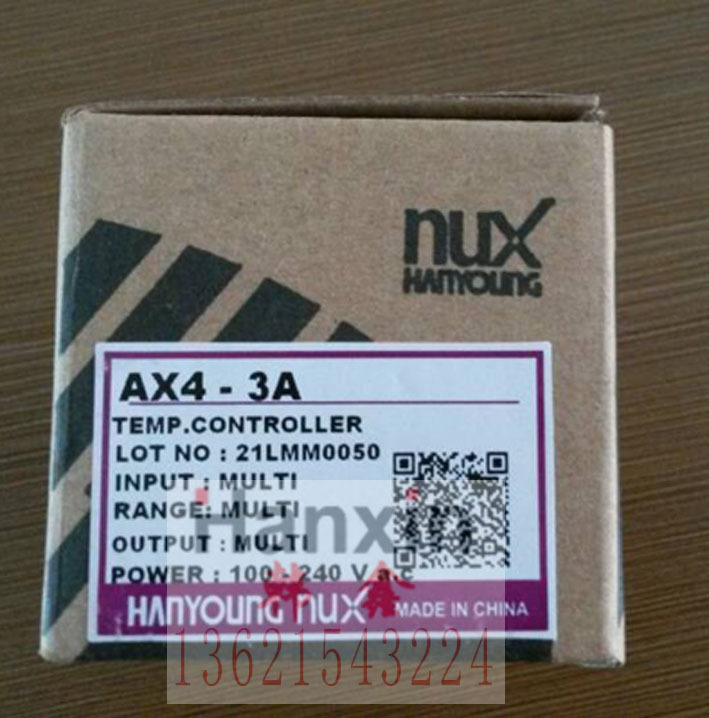 nux
HANYOUNG
AX4 - 3A
TEMP.CONTROLLER
LOT NO : 21LMM0050
INPUT : MULTI
RANGE: MULTI
OUTPUT : MULTI
Hanxin
POWER : 100 - 240 V a.c
HANYOUNG nux MADE IN CHINA
13621543224